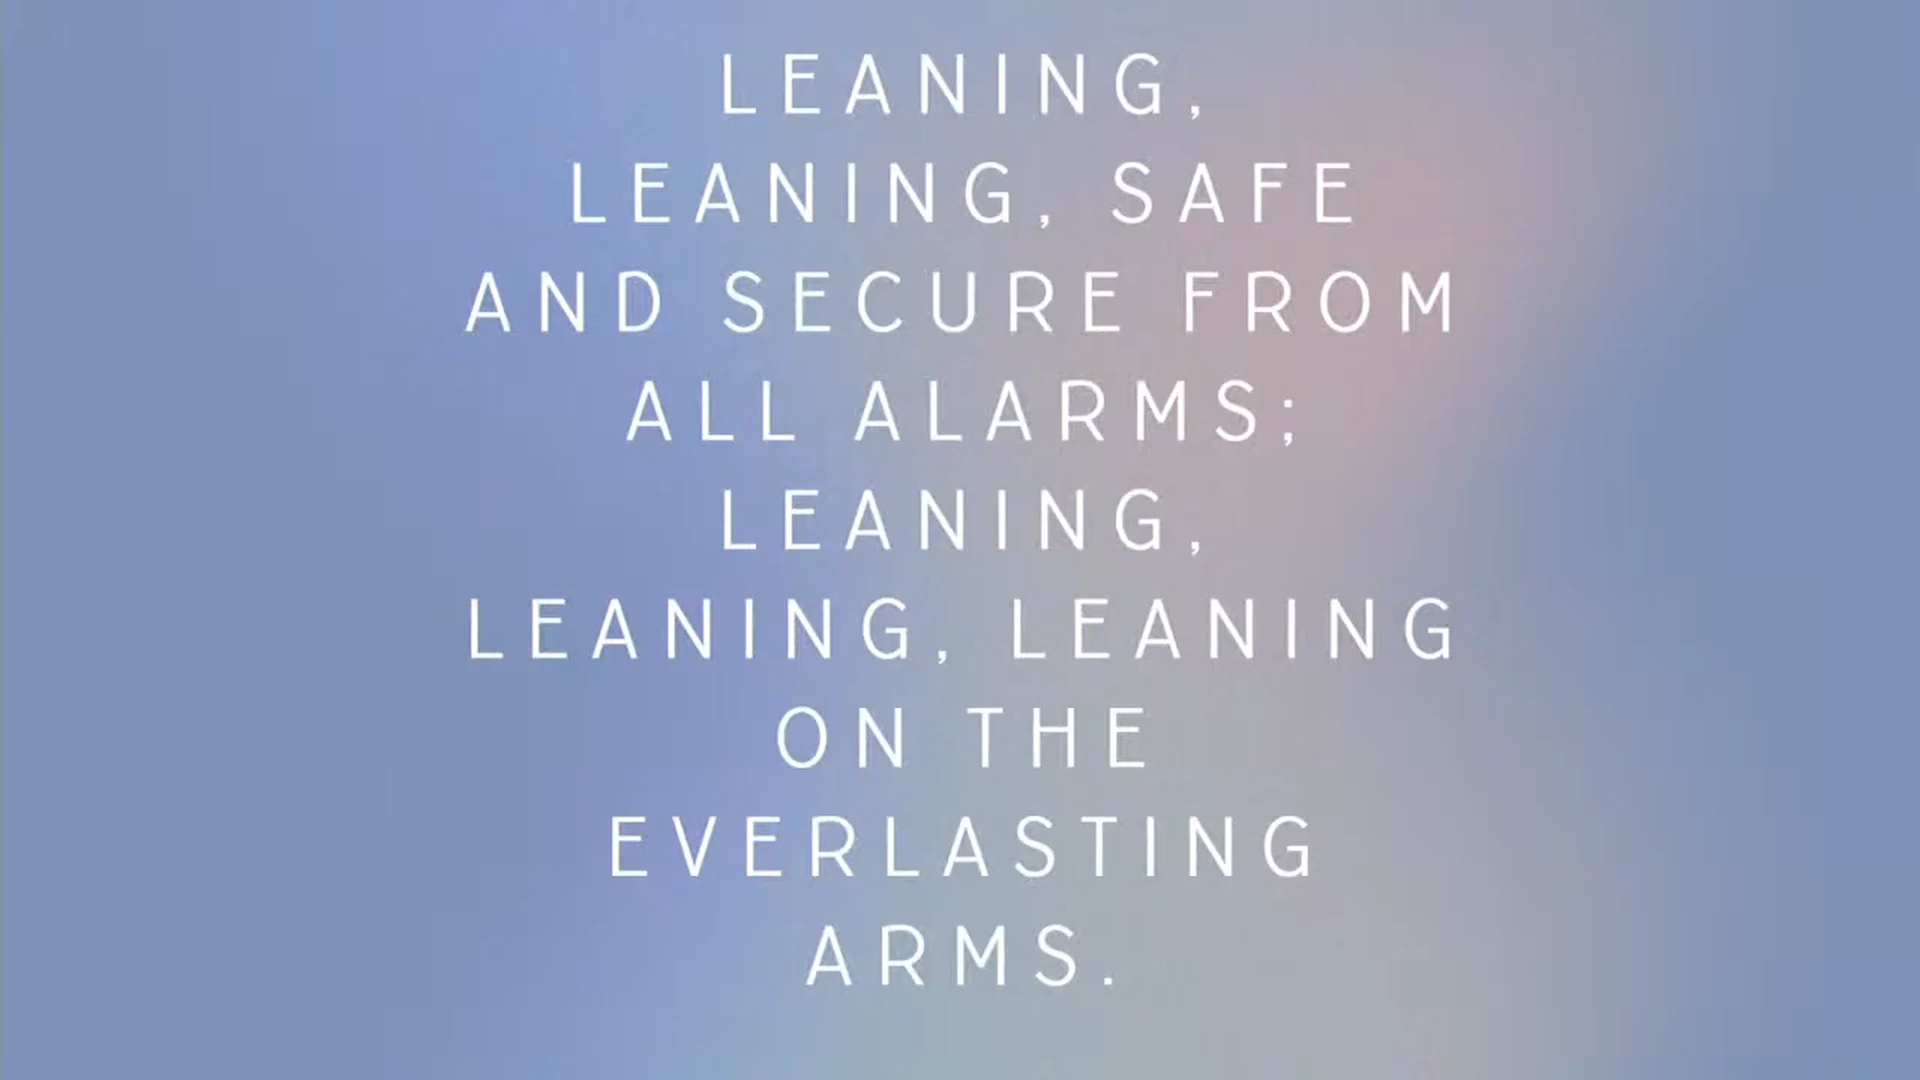 LEANING,
LEANING, SAFE
AND SECURE FROM
ALL ALARMS;
LEANING,
LEANING, LEANING
ON THE
EVERLASTING
ARMS.